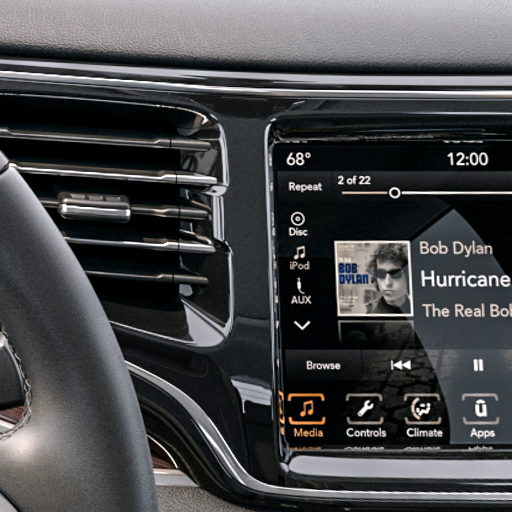 68° 12:00
Repeat 2 of 22
Disc
iPod
AUX
Bob Dylan
Hurricane
The Real Bob
BOB
DYLAN
Browse
Media Controls Climate Apps